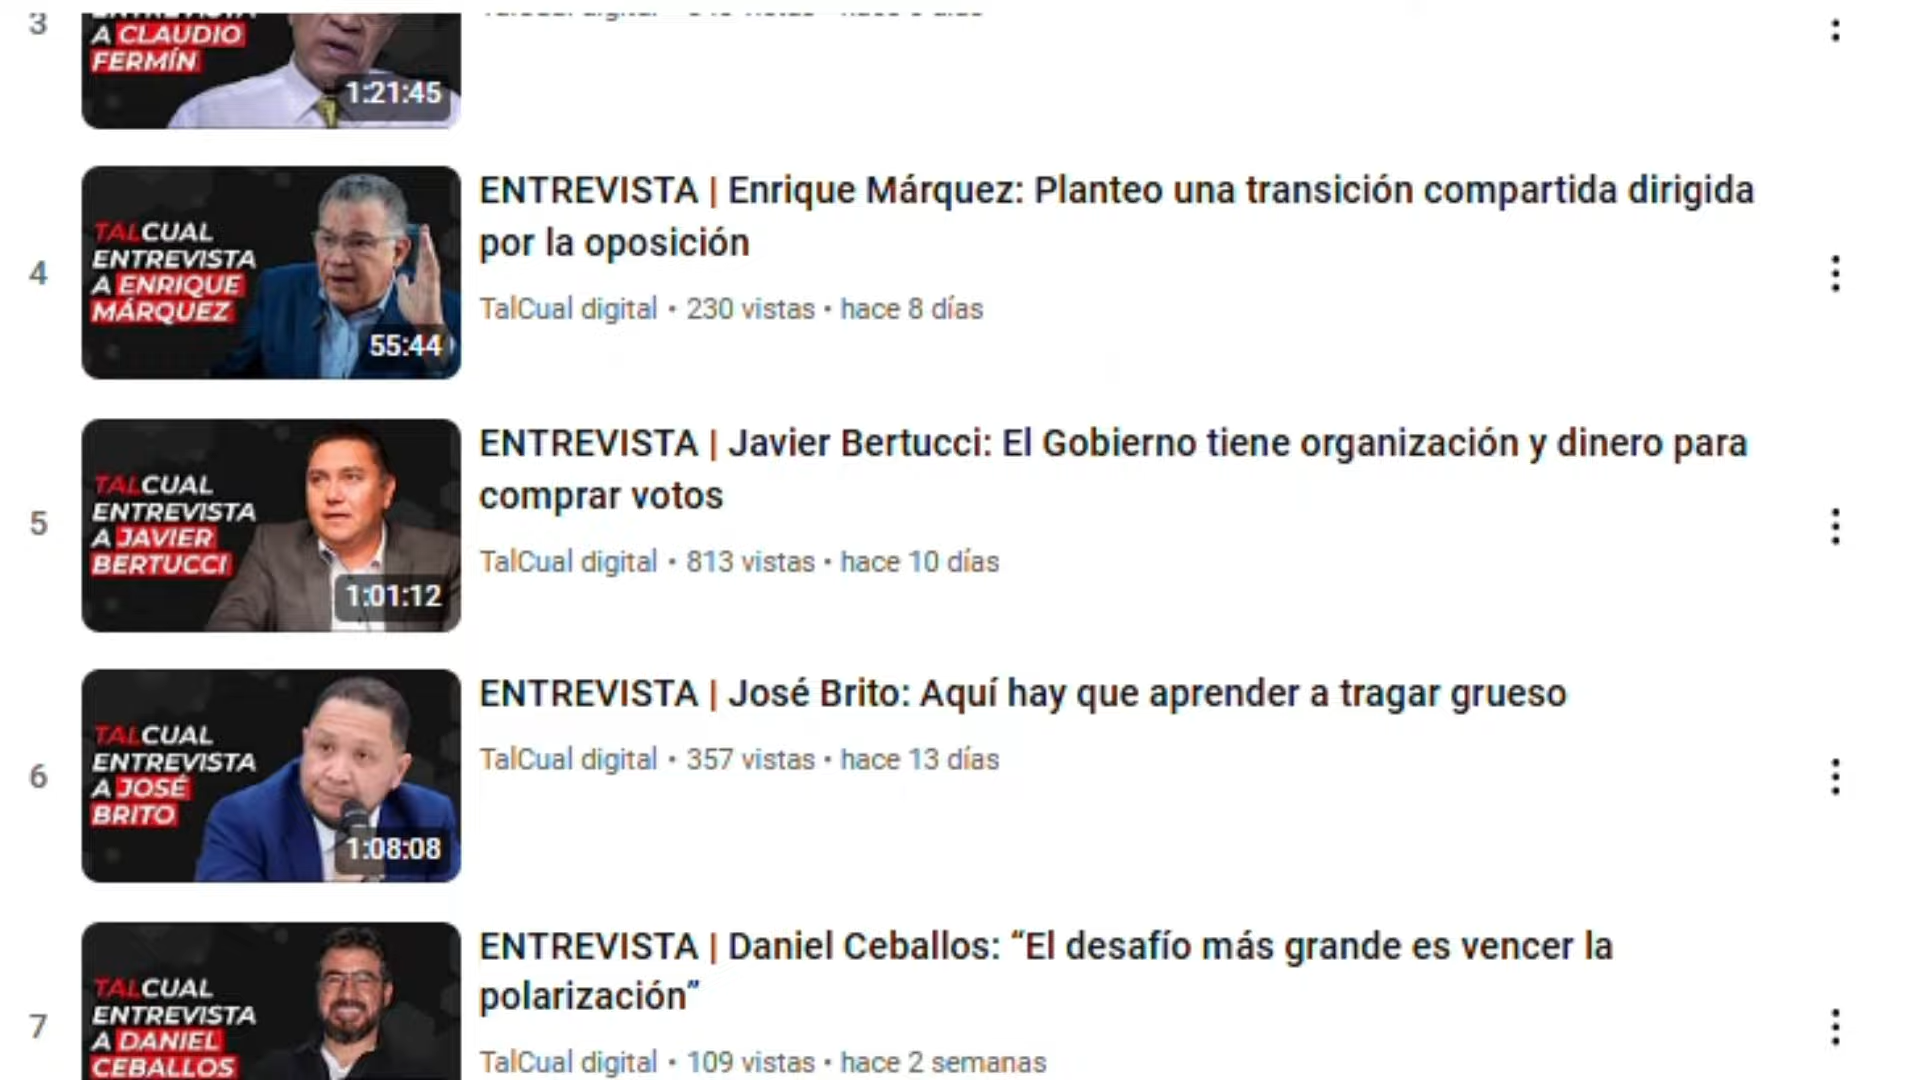 3
A CLAUDIO
FERMÍN
1:21:45
TalCual digital
4
TALCUAL
ENTREVISTA
A ENRIQUE
MÁRQUEZ
55:44
ENTREVISTA | Enrique Márquez: Planteo una transición compartida dirigida
por la oposición
TalCual digital • 230 vistas • hace 8 días
5
TALCUAL
ENTREVISTA
A JAVIER
BERTUCCI
1:01:12
ENTREVISTA | Javier Bertucci: El Gobierno tiene organización y dinero para
comprar votos
TalCual digital • 813 vistas • hace 10 días
6
TALCUAL
ENTREVISTA
A JOSÉ
BRITO
1:08:08
ENTREVISTA | José Brito: Aquí hay que aprender a tragar grueso
TalCual digital • 357 vistas • hace 13 días
7
TALCUAL
ENTREVISTA
A DANIEL
CEBALLOS
ENTREVISTA | Daniel Ceballos: “El desafío más grande es vencer la
polarización”
TalCual digital • 109 vistas • hace 2 semanas